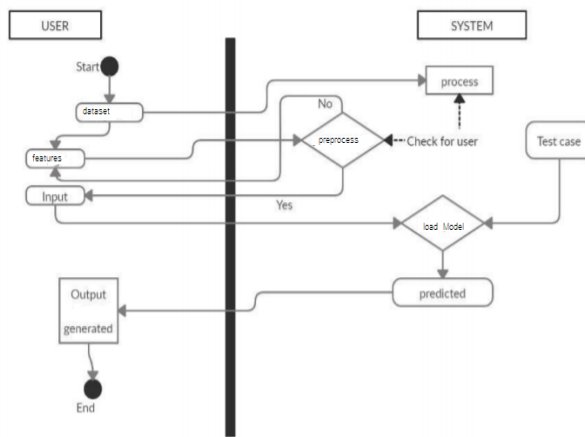 USER
SYSTEM
Start
process
dataset
No
Test case
preprocess
Check for user
features
Input
Yes
load Model
predicted
Output
generated
End